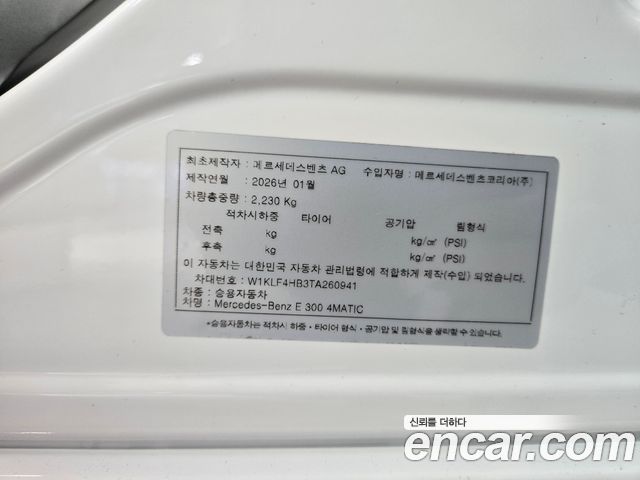 최초제작자 : 메르세데스벤츠 AG 수입자명 : 메르세데스벤츠코리아(주)
제작연월 : 2026년 01월
차량총중량 : 2,230 Kg
적차시하중 타이어 공기압 림형식
전축 kg kg/㎠ (PSI)
후축 kg kg/㎠ (PSI)
이 자동차는 대한민국 자동차 관리법령에 적합하게 제작(수입) 되었습니다.
차대번호 : W1KLF4HB3TA260941
차종 : 승용자동차
차명 : Mercedes-Benz E 300 4MATIC
*승용자동차는 적차시 하중·타이어 형식·공기압 및 림형식을 생략할 수 있습니다.
신뢰를 더하다
encar.com